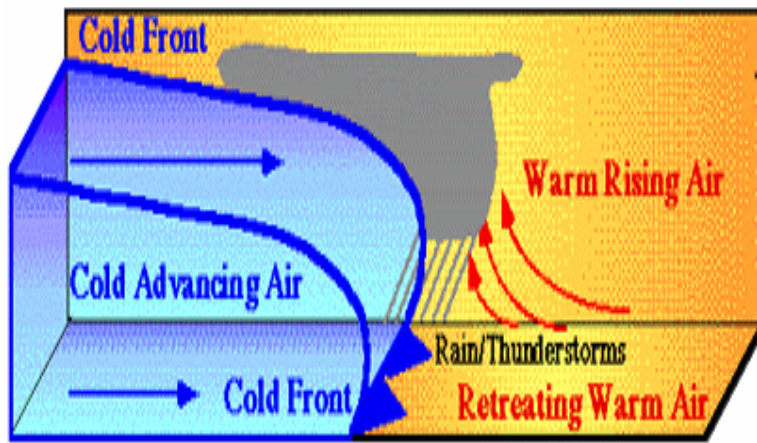 Cold Front
Warm Rising Air
Cold Advancing Air
Rain/Thunderstorms
Cold Front
Retreating Warm Air